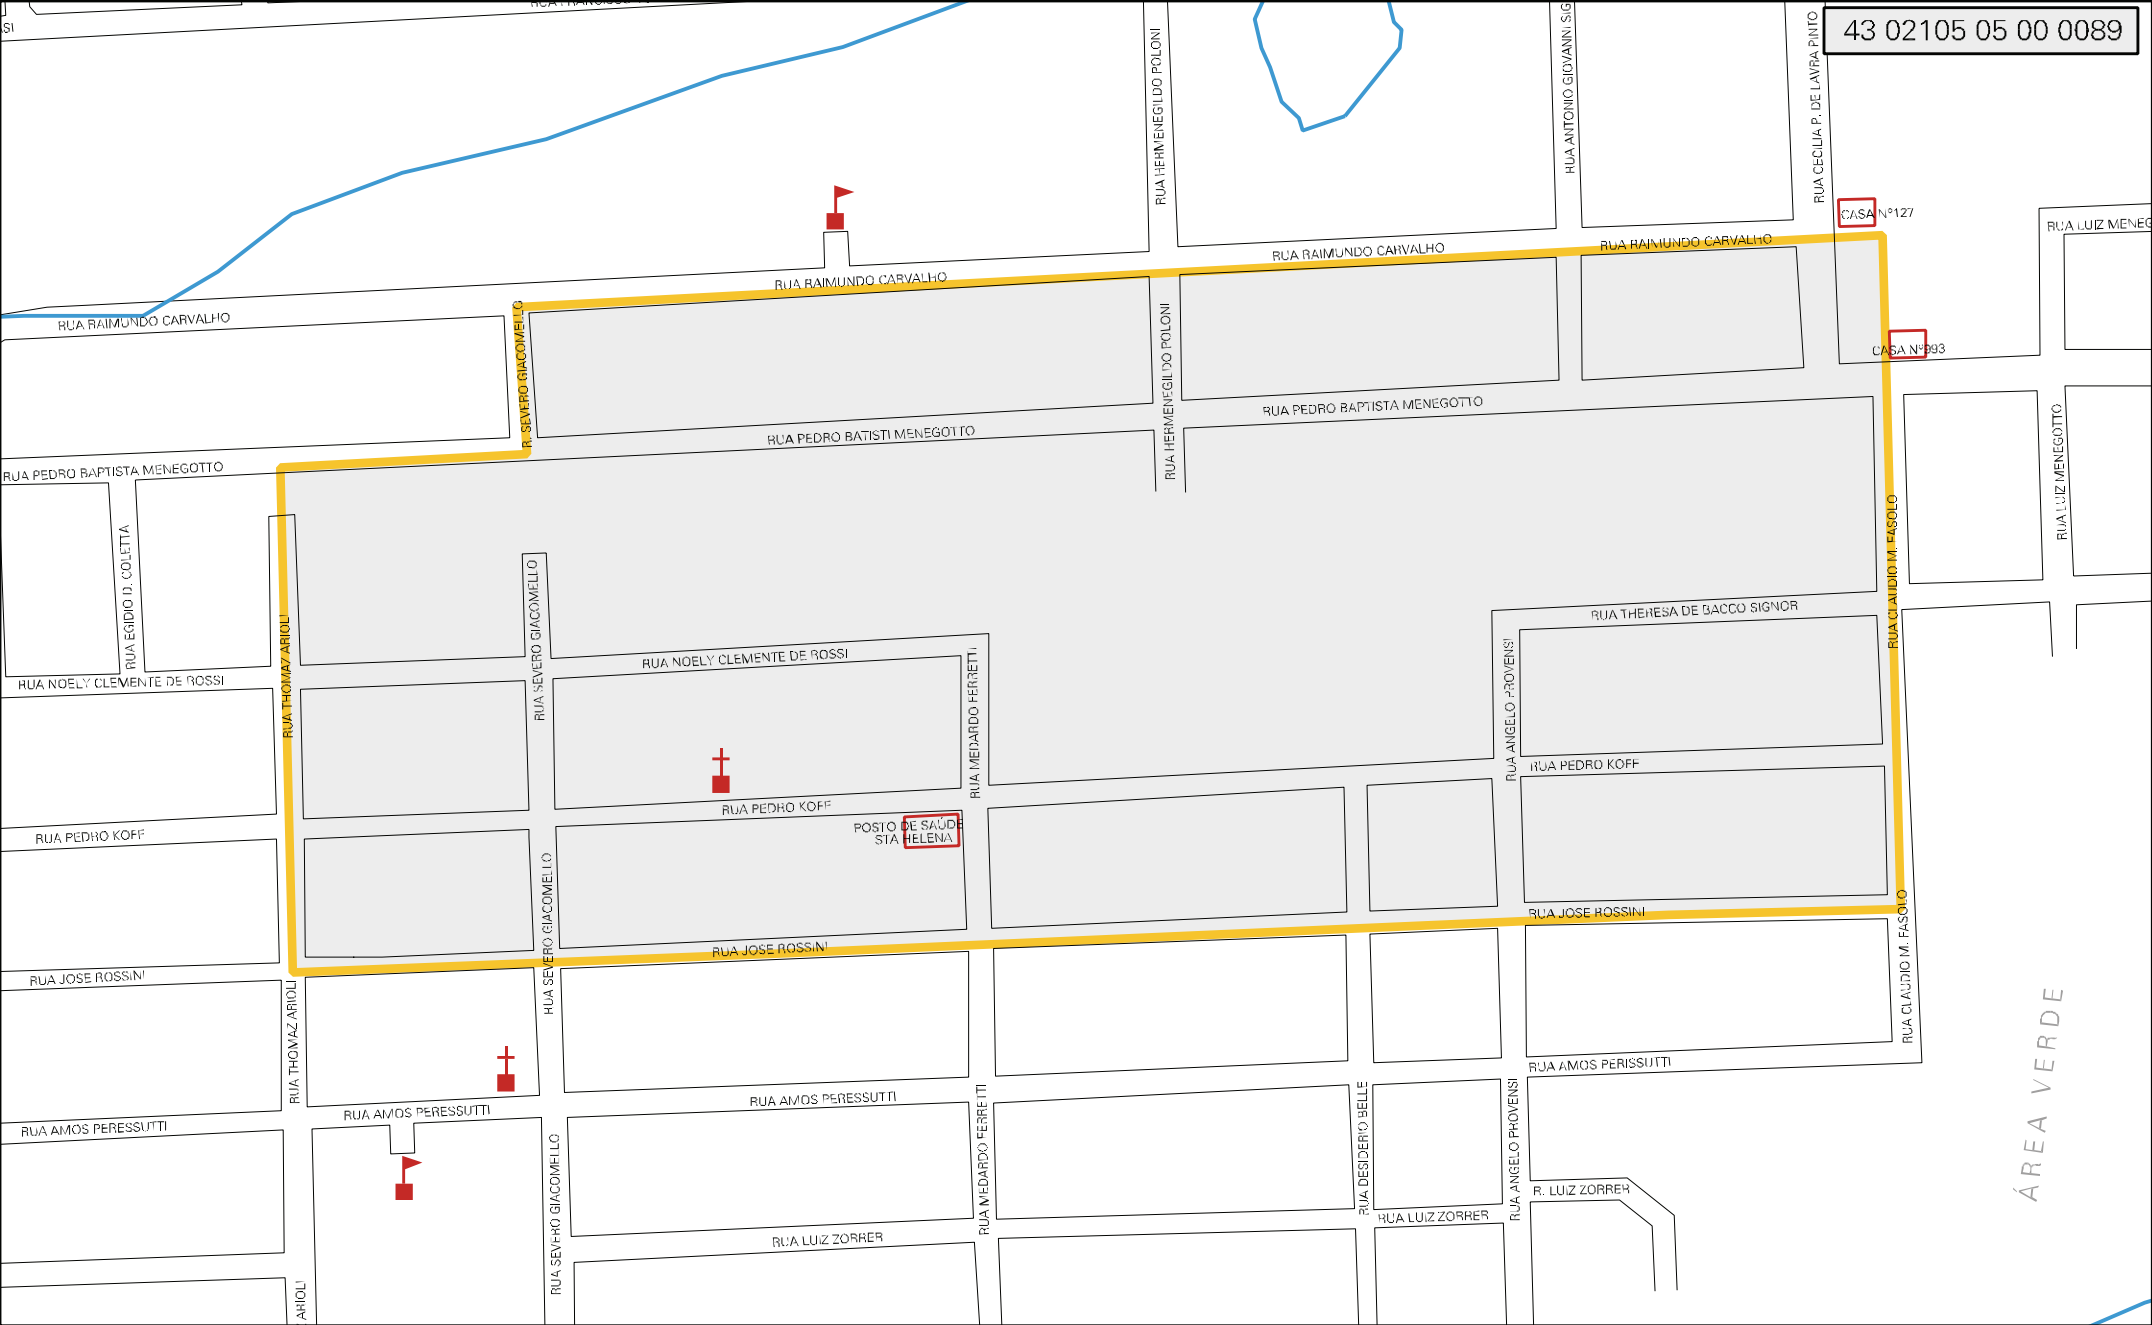 43 02105 05 00 0089
RUA HERMENEGILDO POLONI
RUA ANTONIO GIOVANNI SIG
RUA CECILIA P. DE LAVRA PINTO
CASA Nº127
RUA LUIZ MENEG
RUA RAIMUNDO CARVALHO
RUA RAIMUNDO CARVALHO
RUA RAIMUNDO CARVALHO
RUA RAIMUNDO CARVALHO
R. SEVERO GIACOMELLO
RUA HERMENEGILDO POLONI
CASA Nº993
RUA PEDRO BAPTISTA MENEGOTTO
RUA PEDRO BATISTI MENEGOTTO
RUA PEDRO BAPTISTA MENEGOTTO
RUA LUIZ MENEGOTTO
RUA EGIDIO D. COLETTA
RUA THOMAZ ARIOLI
RUA SEVERO GIACOMELLO
RUA CLAUDIO M. FASOLO
RUA THERESA DE BACCO SIGNOR
RUA NOELY CLEMENTE DE ROSSI
RUA NOELY CLEMENTE DE ROSSI
RUA MEDARDO FERRETTI
RUA ANGELO PROVENSI
RUA PEDRO KOFF
RUA PEDRO KOFF
RUA PEDRO KOFF
POSTO DE SAÚDE
STA HELENA
RUA SEVERO GIACOMELLO
RUA JOSE ROSSINI
RUA JOSE ROSSINI
RUA JOSE ROSSINI
RUA CLAUDIO M. FASOLO
RUA THOMAZ ARIOLI
ÁREA VERDE
RUA AMOS PERISSUTTI
RUA AMOS PERESSUTTI
RUA AMOS PERESSUTTI
RUA AMOS PERESSUTTI
RUA SEVERO GIACOMELLO
RUA MEDARDO FERRETTI
RUA DESIDERIO BELLE
RUA ANGELO PROVENSI
R. LUIZ ZORRER
RUA LUIZ ZORRER
RUA LUIZ ZORRER
ARIOLI